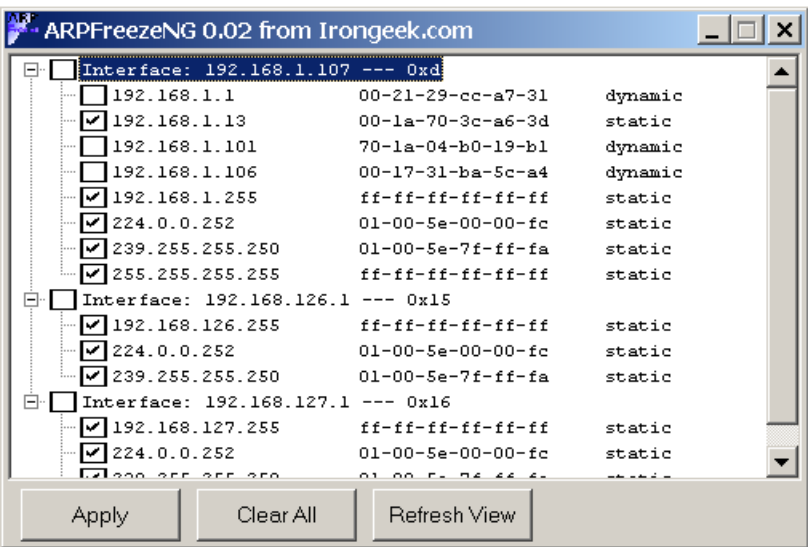 ARPFreezeNG 0.02 from Irongeek.com
Interface: 192.168.1.107 --- 0xd
192.168.1.1 00-21-29-cc-a7-31 dynamic
192.168.1.13 00-1a-70-3c-a6-3d static
192.168.1.101 70-1a-04-b0-19-b1 dynamic
192.168.1.106 00-17-31-ba-5c-a4 dynamic
192.168.1.255 ff-ff-ff-ff-ff-ff static
224.0.0.252 01-00-5e-00-00-fc static
239.255.255.250 01-00-5e-7f-ff-fa static
255.255.255.255 ff-ff-ff-ff-ff-ff static
Interface: 192.168.126.1 --- 0x15
192.168.126.255 ff-ff-ff-ff-ff-ff static
224.0.0.252 01-00-5e-00-00-fc static
239.255.255.250 01-00-5e-7f-ff-fa static
Interface: 192.168.127.1 --- 0x16
192.168.127.255 ff-ff-ff-ff-ff-ff static
224.0.0.252 01-00-5e-00-00-fc static
Apply Clear All Refresh View